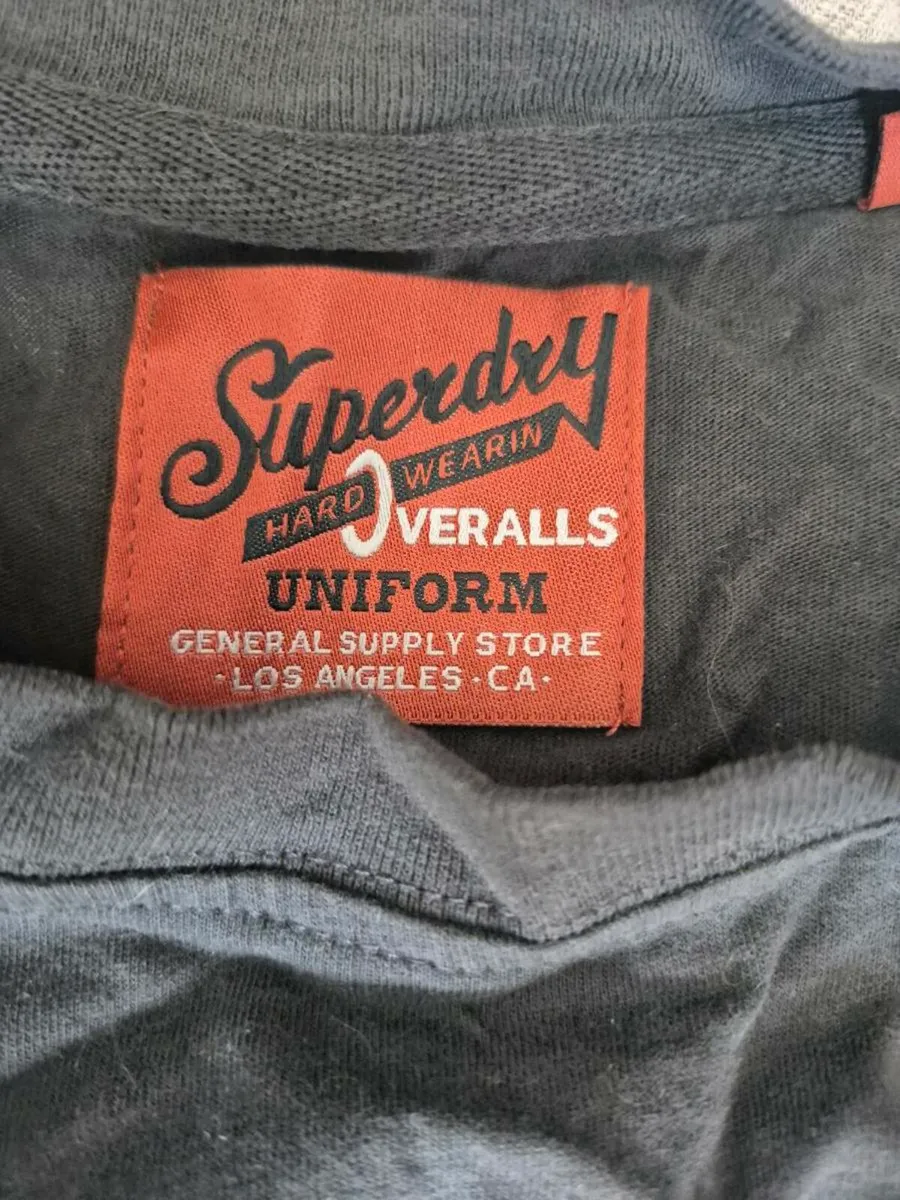 Superdry
HARD WEARIN
OVERALLS
UNIFORM
GENERAL SUPPLY STORE
·LOS ANGELES·CA·